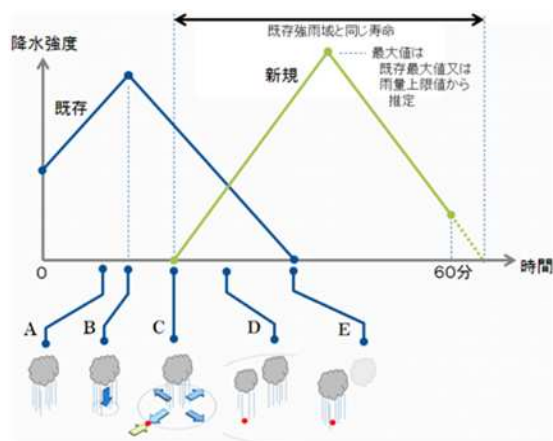 既存強雨域と同じ寿命
降水強度
最大値は
既存最大値又は
雨量上限値から
推定
新規
既存
0
60分
時間
A
B
C
D
E